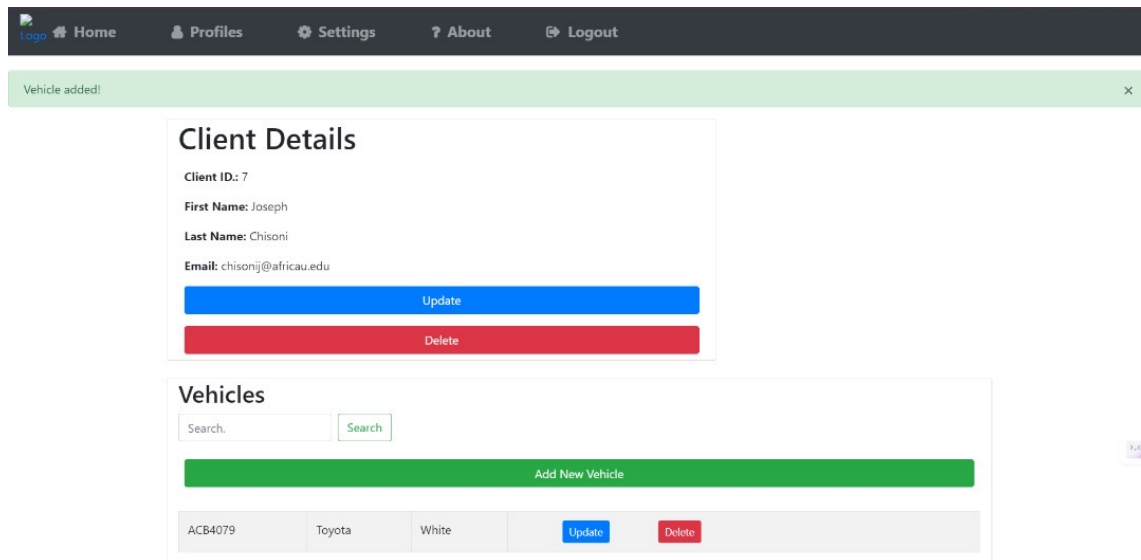 Logo Home Profiles Settings ? About Logout
Vehicle added! ×
Client Details
Client ID.: 7
First Name: Joseph
Last Name: Chisoni
Email: chisonij@africau.edu
Update
Delete
Vehicles
Search. Search
Add New Vehicle
ACB4079 Toyota White Update Delete